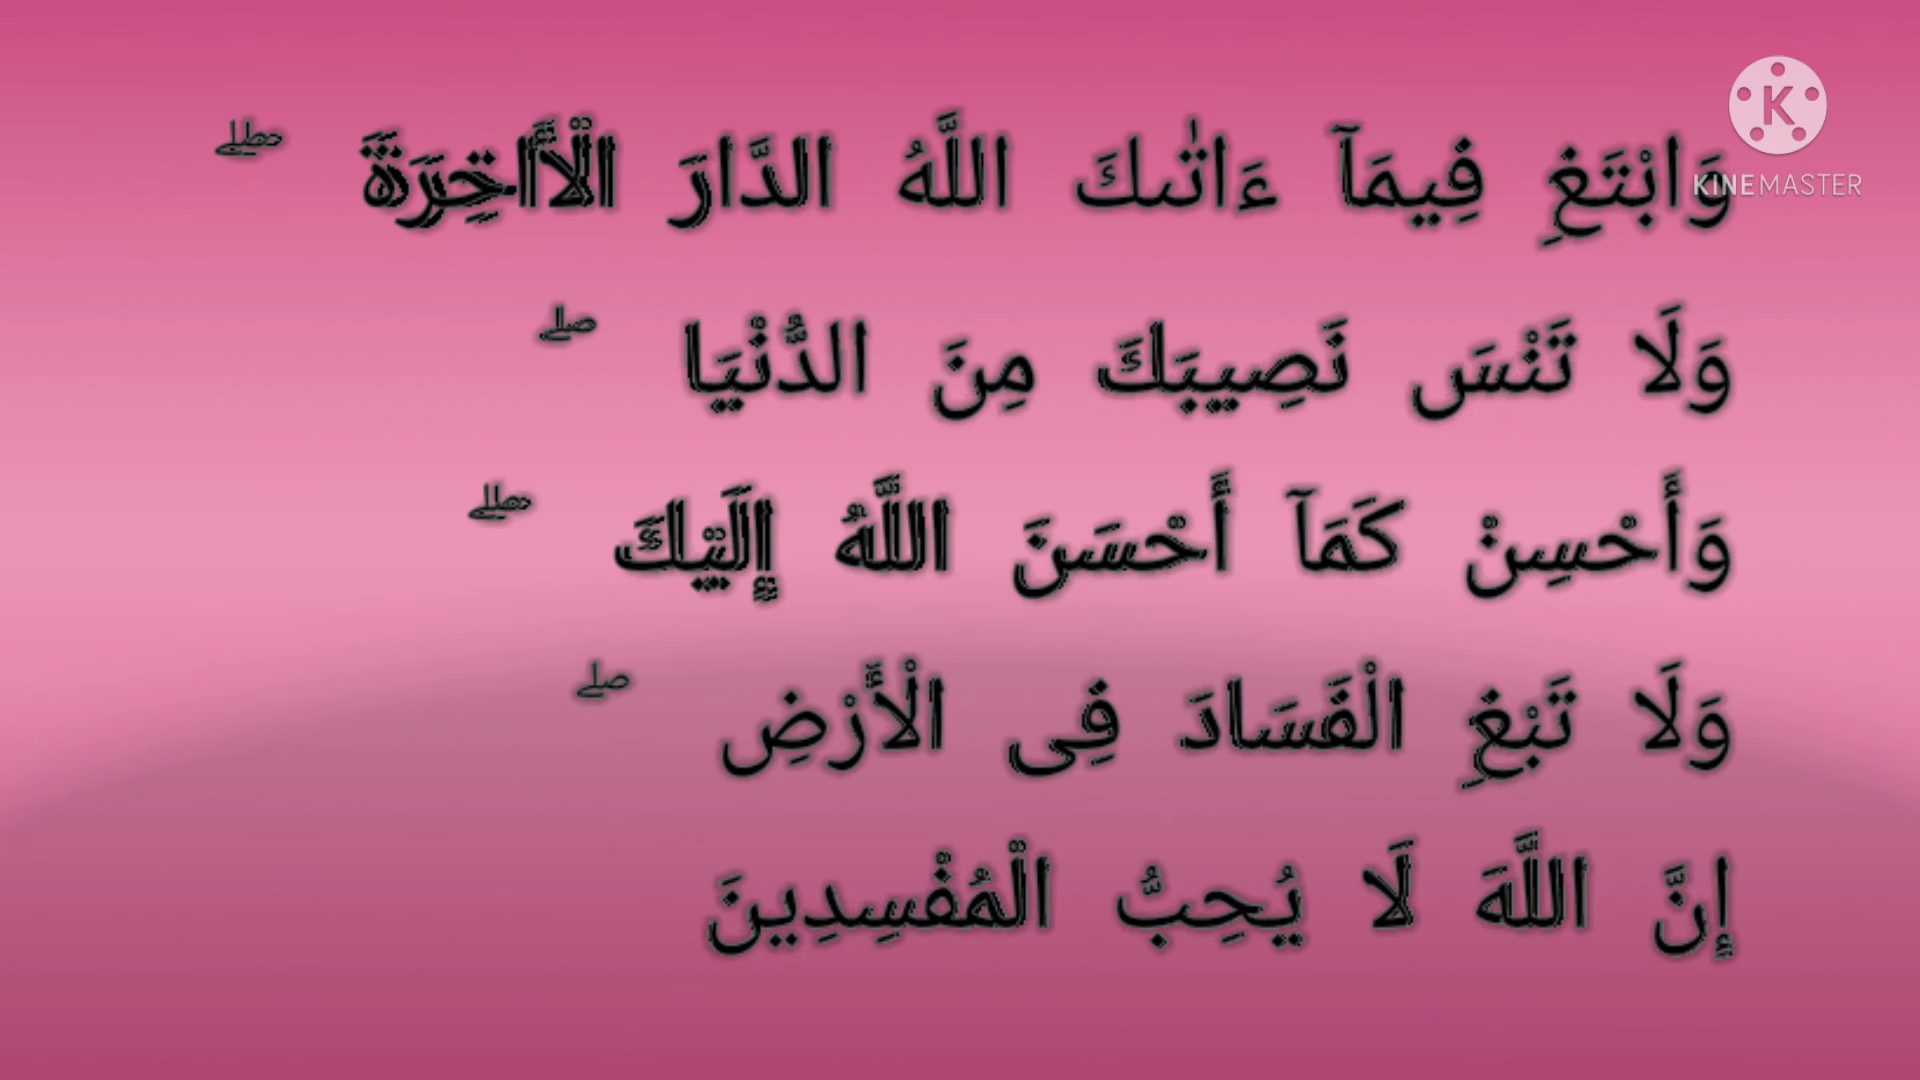 وَابْتَغِ فِيمَآ ءَاتَىٰكَ اللَّهُ الدَّارَ الْأَاخِرَةَ ۖ
وَلَا تَنْسَ نَصِيبَكَ مِنَ الدُّنْيَا ۖ
وَأَحْسِنْ كَمَآ أَحْسَنَ اللَّهُ إِلَيْكَ ۖ
وَلَا تَبْغِ الْفَسَادَ فِى الْأَرْضِ ۖ
إِنَّ اللَّهَ لَا يُحِبُّ الْمُفْسِدِينَ
K
KINEMASTER